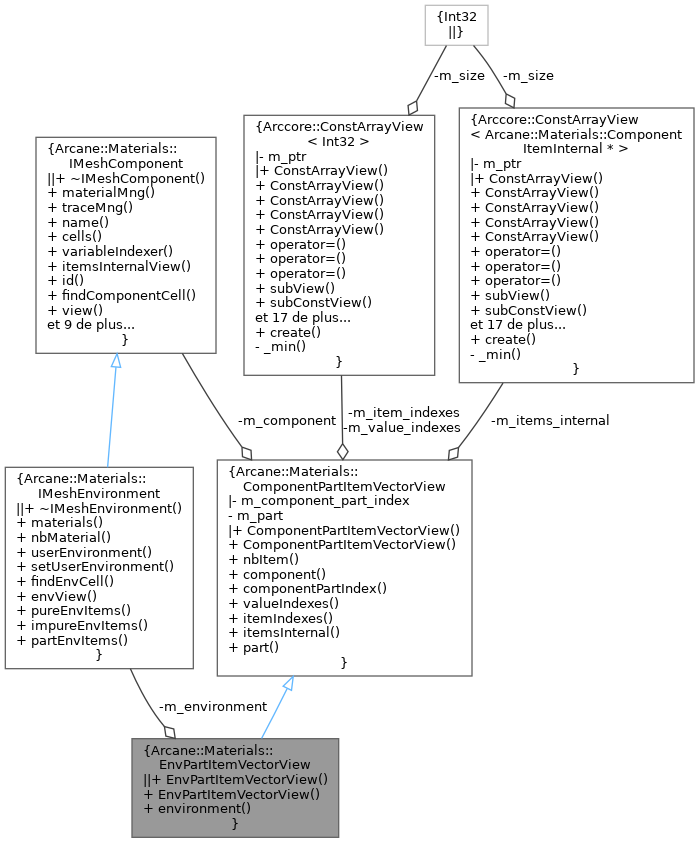 {Int32
||}
-m_size
-m_size
{Arccore::ConstArrayView
< Int32 >
|- m_ptr
||+ ConstArrayView()
+ ConstArrayView()
+ ConstArrayView()
+ ConstArrayView()
+ ConstArrayView()
+ operator=()
+ operator=()
+ operator=()
+ subView()
+ subConstView()
et 17 de plus...
+ create()
- _min()
}
{Arccore::ConstArrayView
< Arcane::Materials::Component
ItemInternal * >
|- m_ptr
|+ ConstArrayView()
+ ConstArrayView()
+ ConstArrayView()
+ ConstArrayView()
+ ConstArrayView()
+ operator=()
+ operator=()
+ operator=()
+ subView()
+ subConstView()
et 17 de plus...
+ create()
- _min()
}
{Arcane::Materials::
IMeshComponent
||+ ~IMeshComponent()
+ materialMng()
+ traceMng()
+ name()
+ cells()
+ variableIndexer()
+ itemsInternalView()
+ id()
+ findComponentCell()
+ view()
et 9 de plus...
}
-m_component
-m_item_indexes
-m_value_indexes
-m_items_internal
{Arcane::Materials::
IMeshEnvironment
||+ ~IMeshEnvironment()
+ materials()
+ nbMaterial()
+ userEnvironment()
+ setUserEnvironment()
+ findEnvCell()
+ envView()
+ pureEnvItems()
+ impureEnvItems()
+ partEnvItems()
}
{Arcane::Materials::
ComponentPartItemVectorView
|- m_component_part_index
- m_part
|+ ComponentPartItemVectorView()
+ ComponentPartItemVectorView()
+ nbItem()
+ component()
+ componentPartIndex()
+ valueIndexes()
+ itemIndexes()
+ itemsInternal()
+ part()
}
-m_environment
{Arcane::Materials::
EnvPartItemVectorView
||+ EnvPartItemVectorView()
+ EnvPartItemVectorView()
+ environment()
}